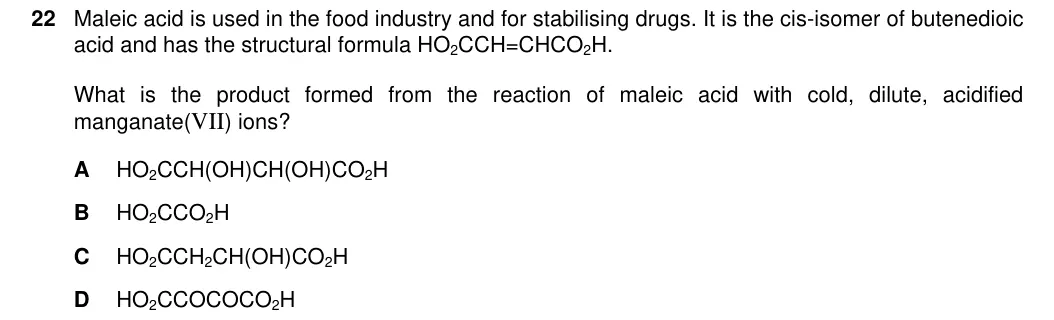 22 Maleic acid is used in the food industry and for stabilising drugs. It is the cis-isomer of butenedioic
acid and has the structural formula HO₂CCH=CHCO₂H.
What is the product formed from the reaction of maleic acid with cold, dilute, acidified
manganate(VII) ions?
A HO₂CCH(OH)CH(OH)CO₂H
B HO₂CCO₂H
C HO₂CCH₂CH(OH)CO₂H
D HO₂CCOCOCO₂H